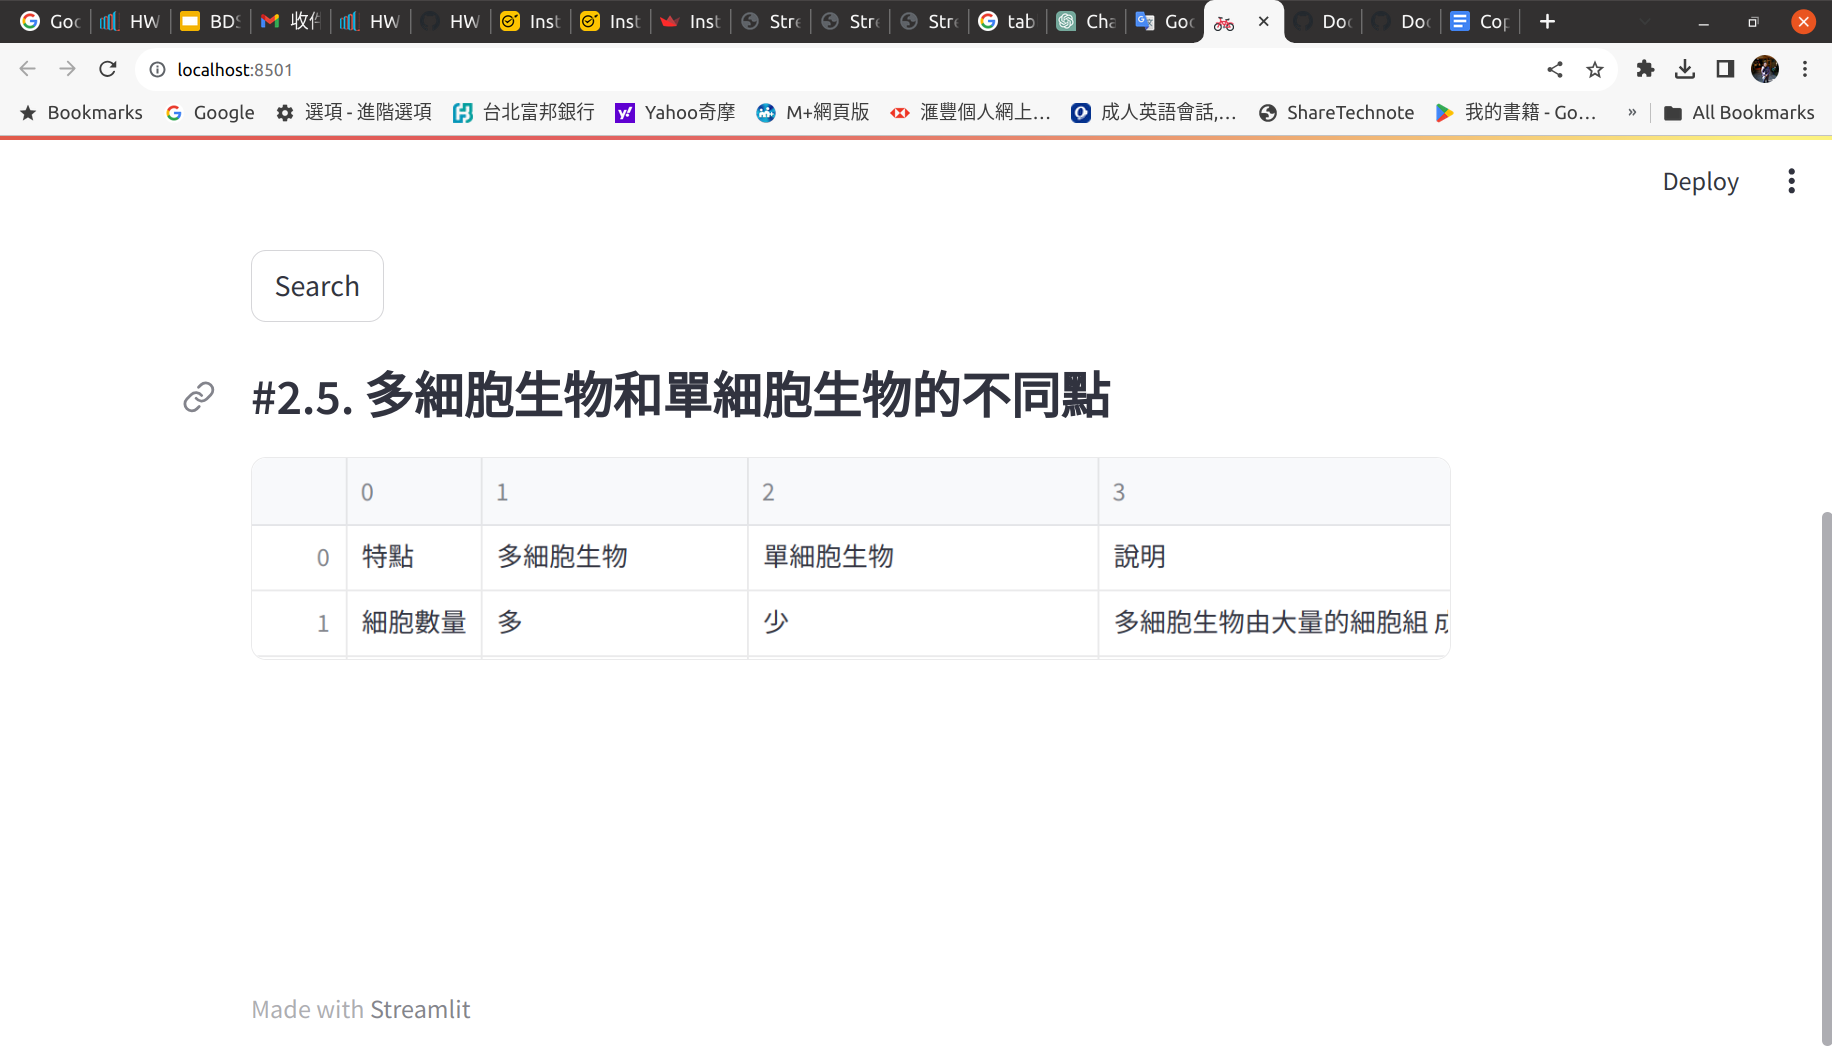 Goc HW BDS 收件 HW HW Inst Inst Inst Stre Stre Stre tab Cha Goo Doc Doc Cop
localhost:8501
Bookmarks Google 選項 - 進階選項 台北富邦銀行 Yahoo奇摩 M+網頁版 滙豐個人網上... 成人英語會話,... ShareTechnote 我的書籍 - Go... » All Bookmarks
Deploy
Search
#2.5. 多細胞生物和單細胞生物的不同點
0 1 2 3
0 特點 多細胞生物 單細胞生物 說明
1 細胞數量 多 少 多細胞生物由大量的細胞組 成
Made with Streamlit